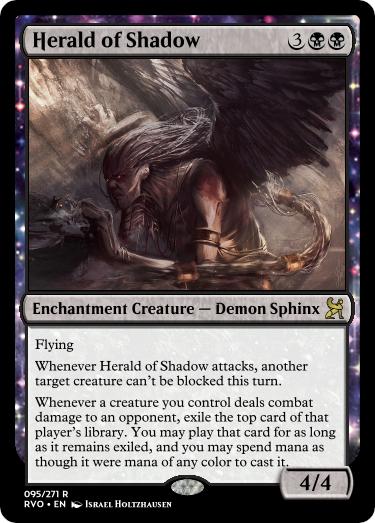 Herald of Shadow 3
Enchantment Creature — Demon Sphinx
Flying
Whenever Herald of Shadow attacks, another
target creature can't be blocked this turn.
Whenever a creature you control deals combat
damage to an opponent, exile the top card of that
player's library. You may play that card for as long
as it remains exiled, and you may spend mana as
though it were mana of any color to cast it.
095/271 R
RVO • EN Israel Holtzhausen
4/4